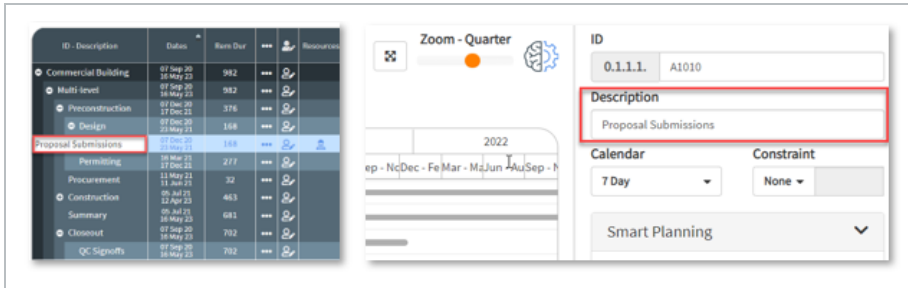 ID - Description Dates Rem Dur ••• Resources
Commercial Building 07 Sep 20 16 May 23 982 •••
Multi-level 07 Sep 20 16 May 23 982 •••
Preconstruction 07 Dec 20 17 Dec 21 376 •••
Design 07 Dec 20 23 May 21 168 •••
Proposal Submissions 07 Dec 20 23 May 21 168 •••
Permitting 16 Mar 21 17 Dec 21 277 •••
Procurement 11 May 21 11 Jun 21 32 •••
Construction 05 Jul 21 12 Apr 23 463 •••
Summary 05 Jul 21 16 May 23 681 •••
Closeout 07 Sep 20 16 May 23 702 •••
QC Signoffs 07 Sep 20 16 May 23 702 •••
Zoom - Quarter
2022
ep - No Dec - Fe Mar - Ma Jun - Au Sep - N
ID
0.1.1.1. A1010
Description
Proposal Submissions
Calendar Constraint
7 Day None
Smart Planning